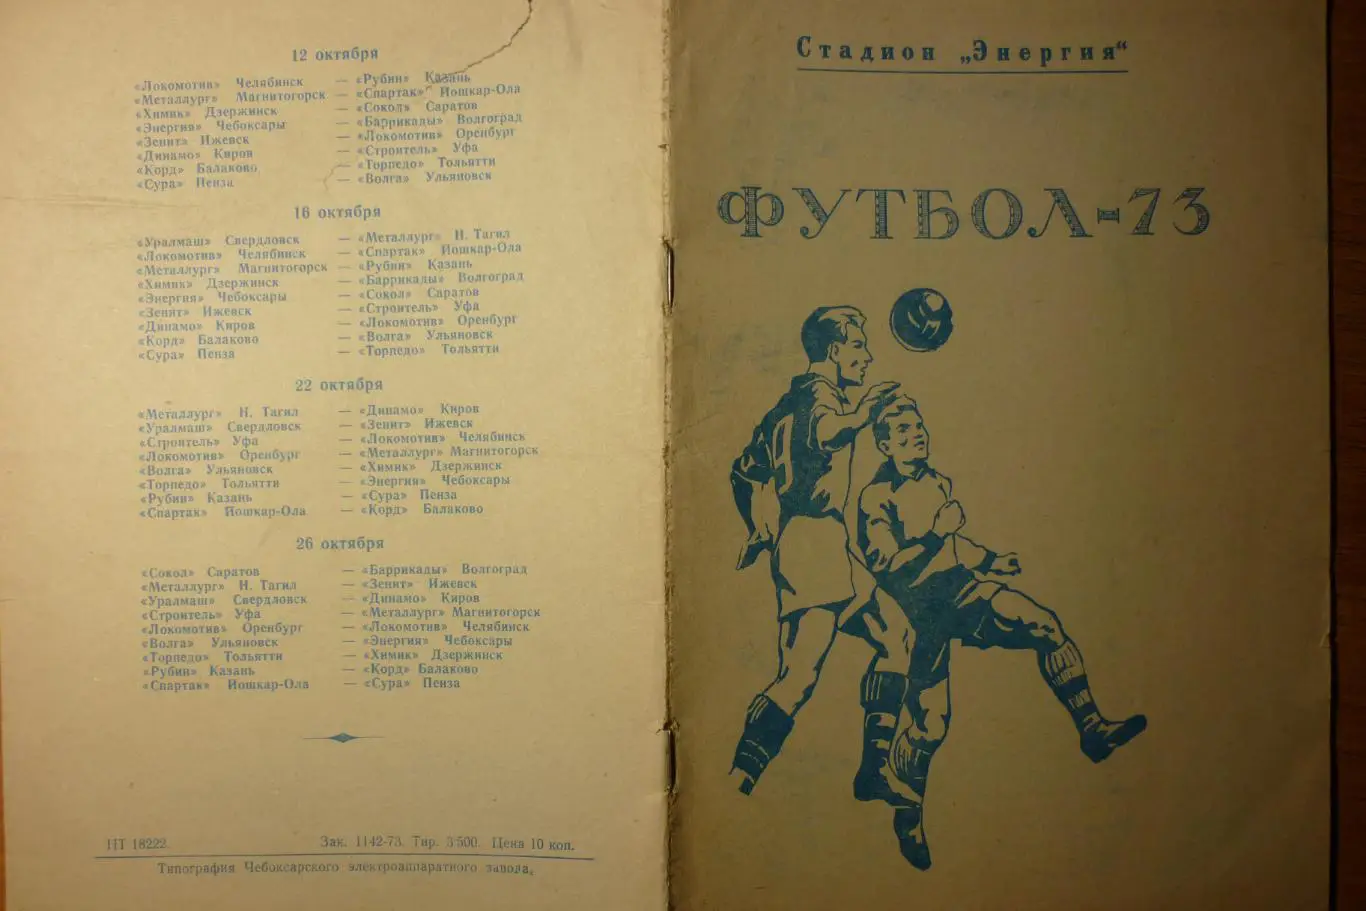 12 октября
«Локомотив» Челябинск — «Рубин» Казань
«Металлург» Магнитогорск — «Спартак» Йошкар-Ола
«Химик» Дзержинск — «Сокол» Саратов
«Энергия» Чебоксары — «Баррикады» Волгоград
«Зенит» Ижевск — «Локомотив» Оренбург
«Динамо» Киров — «Строитель» Уфа
«Корд» Балаково — «Торпедо» Тольятти
«Сура» Пенза — «Волга» Ульяновск
16 октября
«Уралмаш» Свердловск — «Металлург» Н. Тагил
«Локомотив» Челябинск — «Спартак» Йошкар-Ола
«Металлург» Магнитогорск — «Рубин» Казань
«Химик» Дзержинск — «Баррикады» Волгоград
«Энергия» Чебоксары — «Сокол» Саратов
«Зенит» Ижевск — «Строитель» Уфа
«Динамо» Киров — «Локомотив» Оренбург
«Корд» Балаково — «Волга» Ульяновск
«Сура» Пенза — «Торпедо» Тольятти
22 октября
«Металлург» Н. Тагил — «Динамо» Киров
«Уралмаш» Свердловск — «Зенит» Ижевск
«Строитель» Уфа — «Локомотив» Челябинск
«Локомотив» Оренбург — «Металлург» Магнитогорск
«Волга» Ульяновск — «Химик» Дзержинск
«Торпедо» Тольятти — «Энергия» Чебоксары
«Рубин» Казань — «Сура» Пенза
«Спартак» Йошкар-Ола — «Корд» Балаково
26 октября
«Сокол» Саратов — «Баррикады» Волгоград
«Металлург» Н. Тагил — «Зенит» Ижевск
«Уралмаш» Свердловск — «Динамо» Киров
«Строитель» Уфа — «Металлург» Магнитогорск
«Локомотив» Оренбург — «Локомотив» Челябинск
«Волга» Ульяновск — «Энергия» Чебоксары
«Торпедо» Тольятти — «Химик» Дзержинск
«Рубин» Казань — «Корд» Балаково
«Спартак» Йошкар-Ола — «Сура» Пенза
НТ 18222. Зак. 1142-73. Тир. 3500. Цена 10 коп.
Типография Чебоксарского электроаппаратного завода.
Стадион „Энергия“
ФУТБОЛ-73